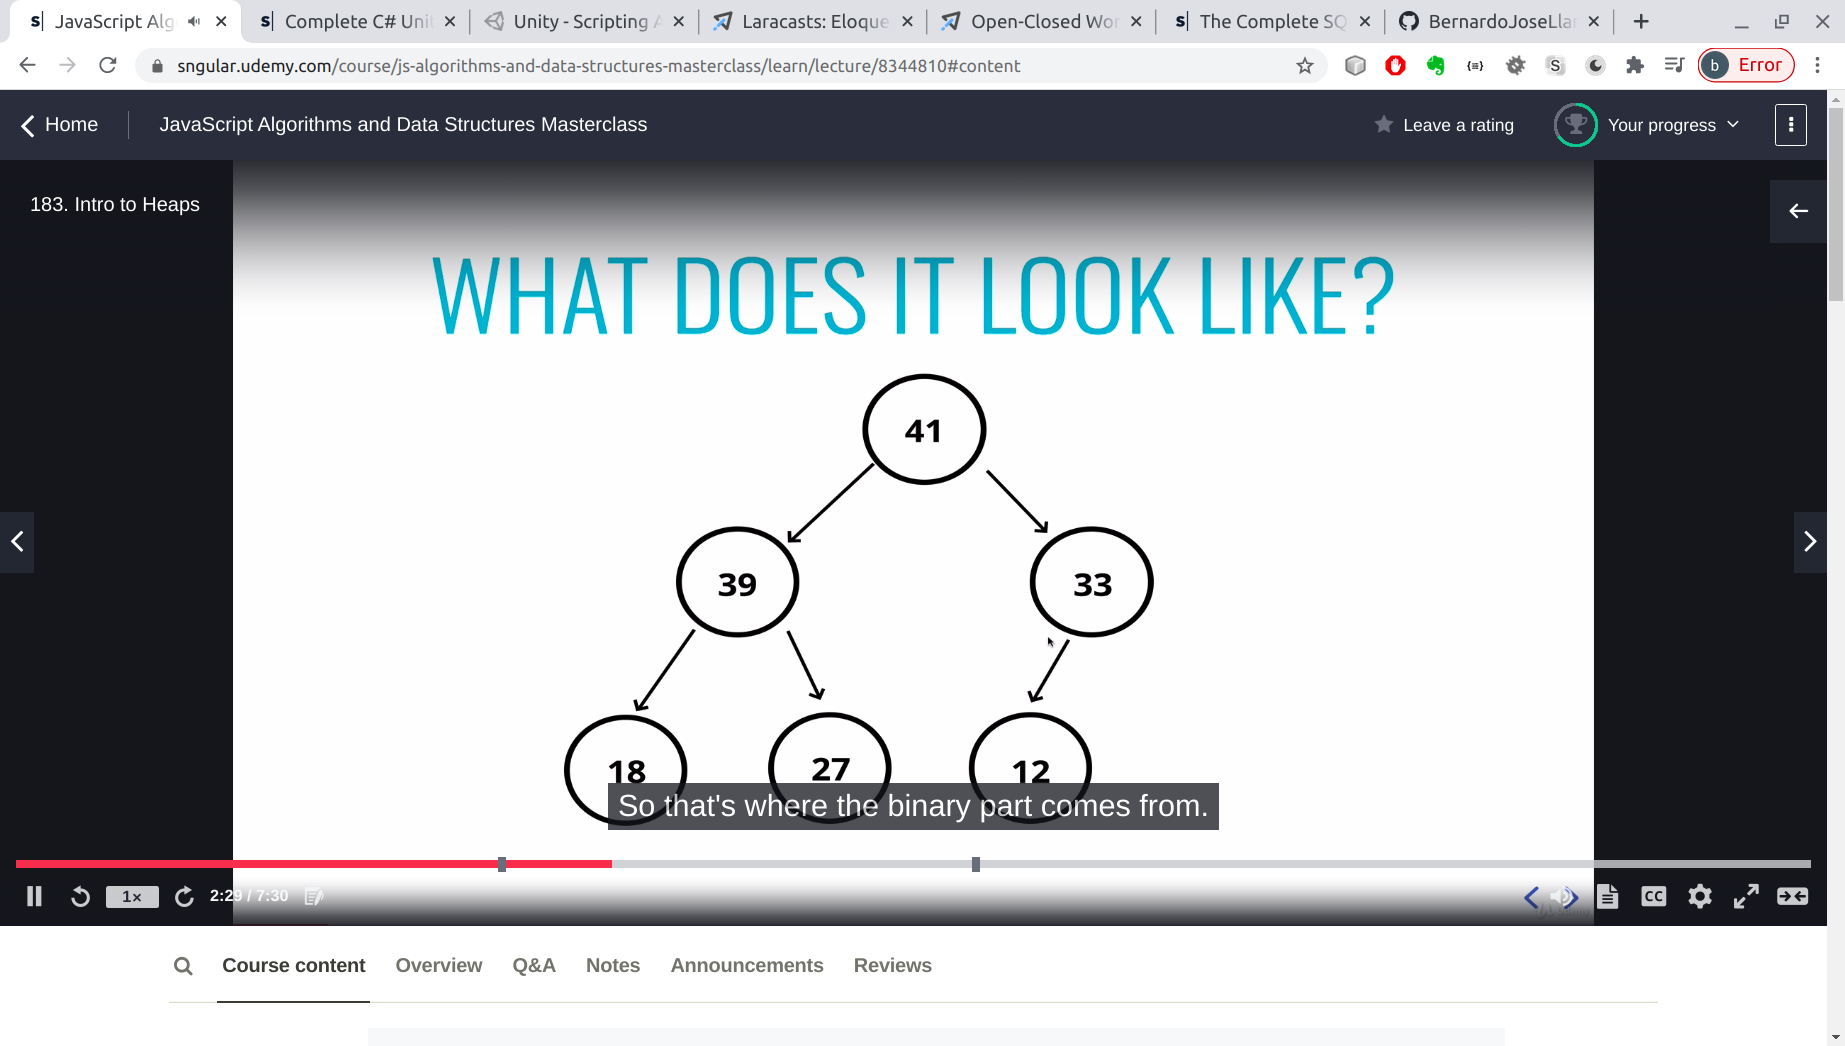 JavaScript Alg
Complete C# Uni
Unity - Scripting A
Laracasts: Eloque
Open-Closed Wor
The Complete SQ
BernardoJoseLlar
sngular.udemy.com/course/js-algorithms-and-data-structures-masterclass/learn/lecture/8344810#content
b Error
Home
JavaScript Algorithms and Data Structures Masterclass
Leave a rating
Your progress
183. Intro to Heaps
WHAT DOES IT LOOK LIKE?
41
39
33
18
27
12
So that's where the binary part comes from.
1x
2:29 / 7:30
CC
Course content
Overview
Q&A
Notes
Announcements
Reviews